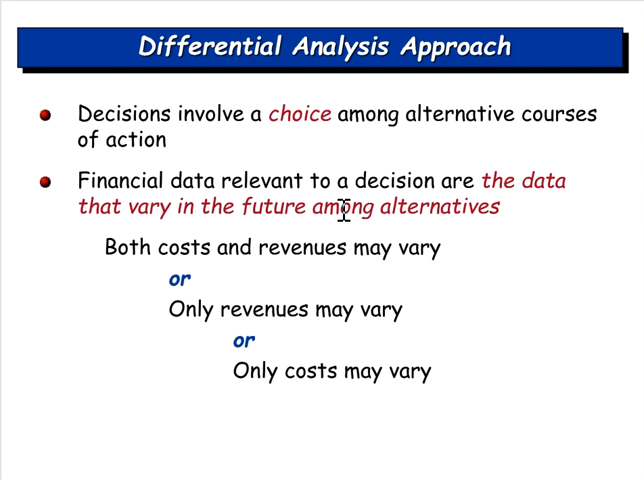 Differential Analysis Approach
Decisions involve a choice among alternative courses
of action
Financial data relevant to a decision are the data
that vary in the future among alternatives
Both costs and revenues may vary
or
Only revenues may vary
or
Only costs may vary